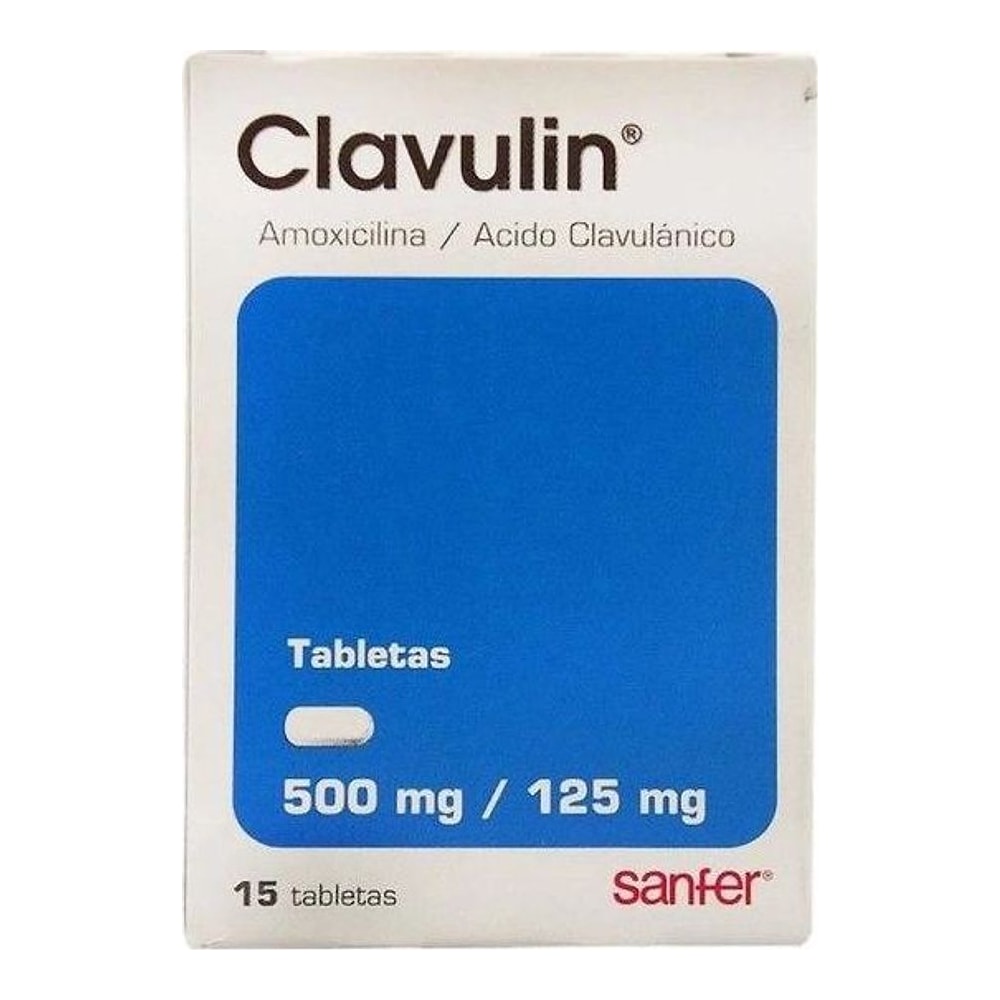 Clavulin®
Amoxicilina / Acido Clavulánico
Tabletas
500 mg / 125 mg
15 tabletas
sanfer®